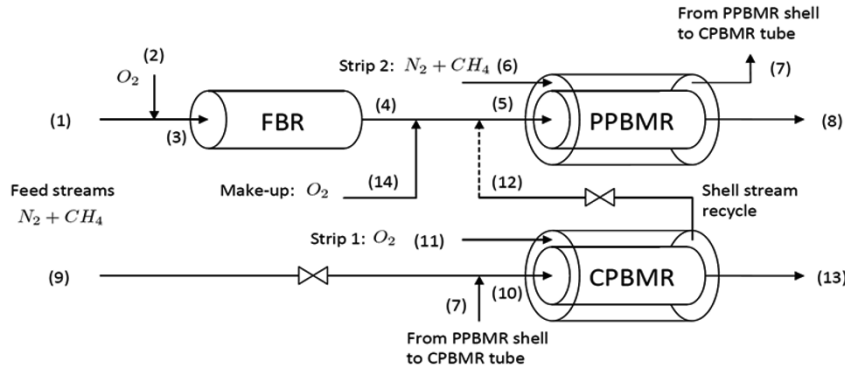 From PPBMR shell
to CPBMR tube
(2)
O₂
Strip 2: N₂ + CH₄ (6)
(7)
(1)
(3)
FBR
(4)
(5)
PPBMR
(8)
Feed streams
N₂ + CH₄
Make-up: O₂
(14)
(12)
Shell stream
recycle
Strip 1: O₂
(11)
(9)
(7)
(10)
CPBMR
(13)
From PPBMR shell
to CPBMR tube